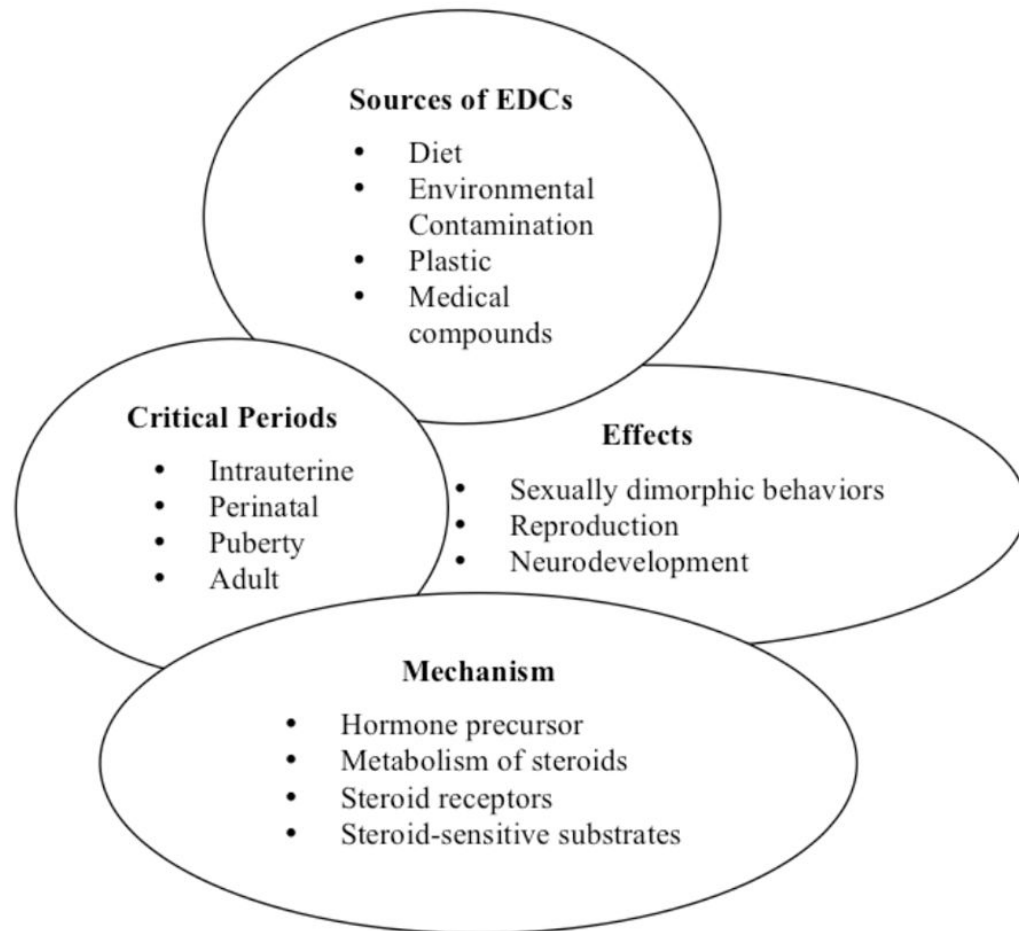 Sources of EDCs
• Diet
• Environmental
Contamination
• Plastic
• Medical
compounds
Critical Periods
• Intrauterine
• Perinatal
• Puberty
• Adult
Effects
• Sexually dimorphic behaviors
• Reproduction
• Neurodevelopment
Mechanism
• Hormone precursor
• Metabolism of steroids
• Steroid receptors
• Steroid-sensitive substrates